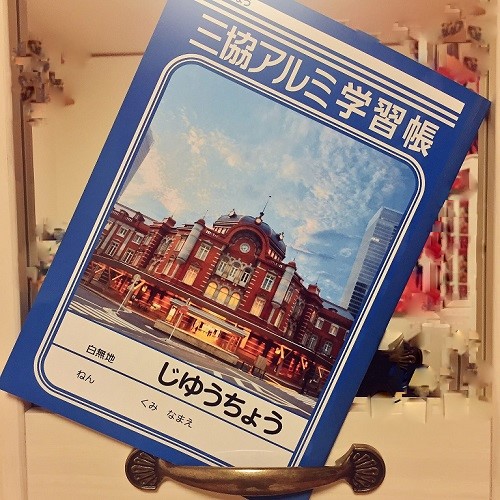 三協アルミ学習帳
白無地
じゆうちょう
ねん
くみ なまえ